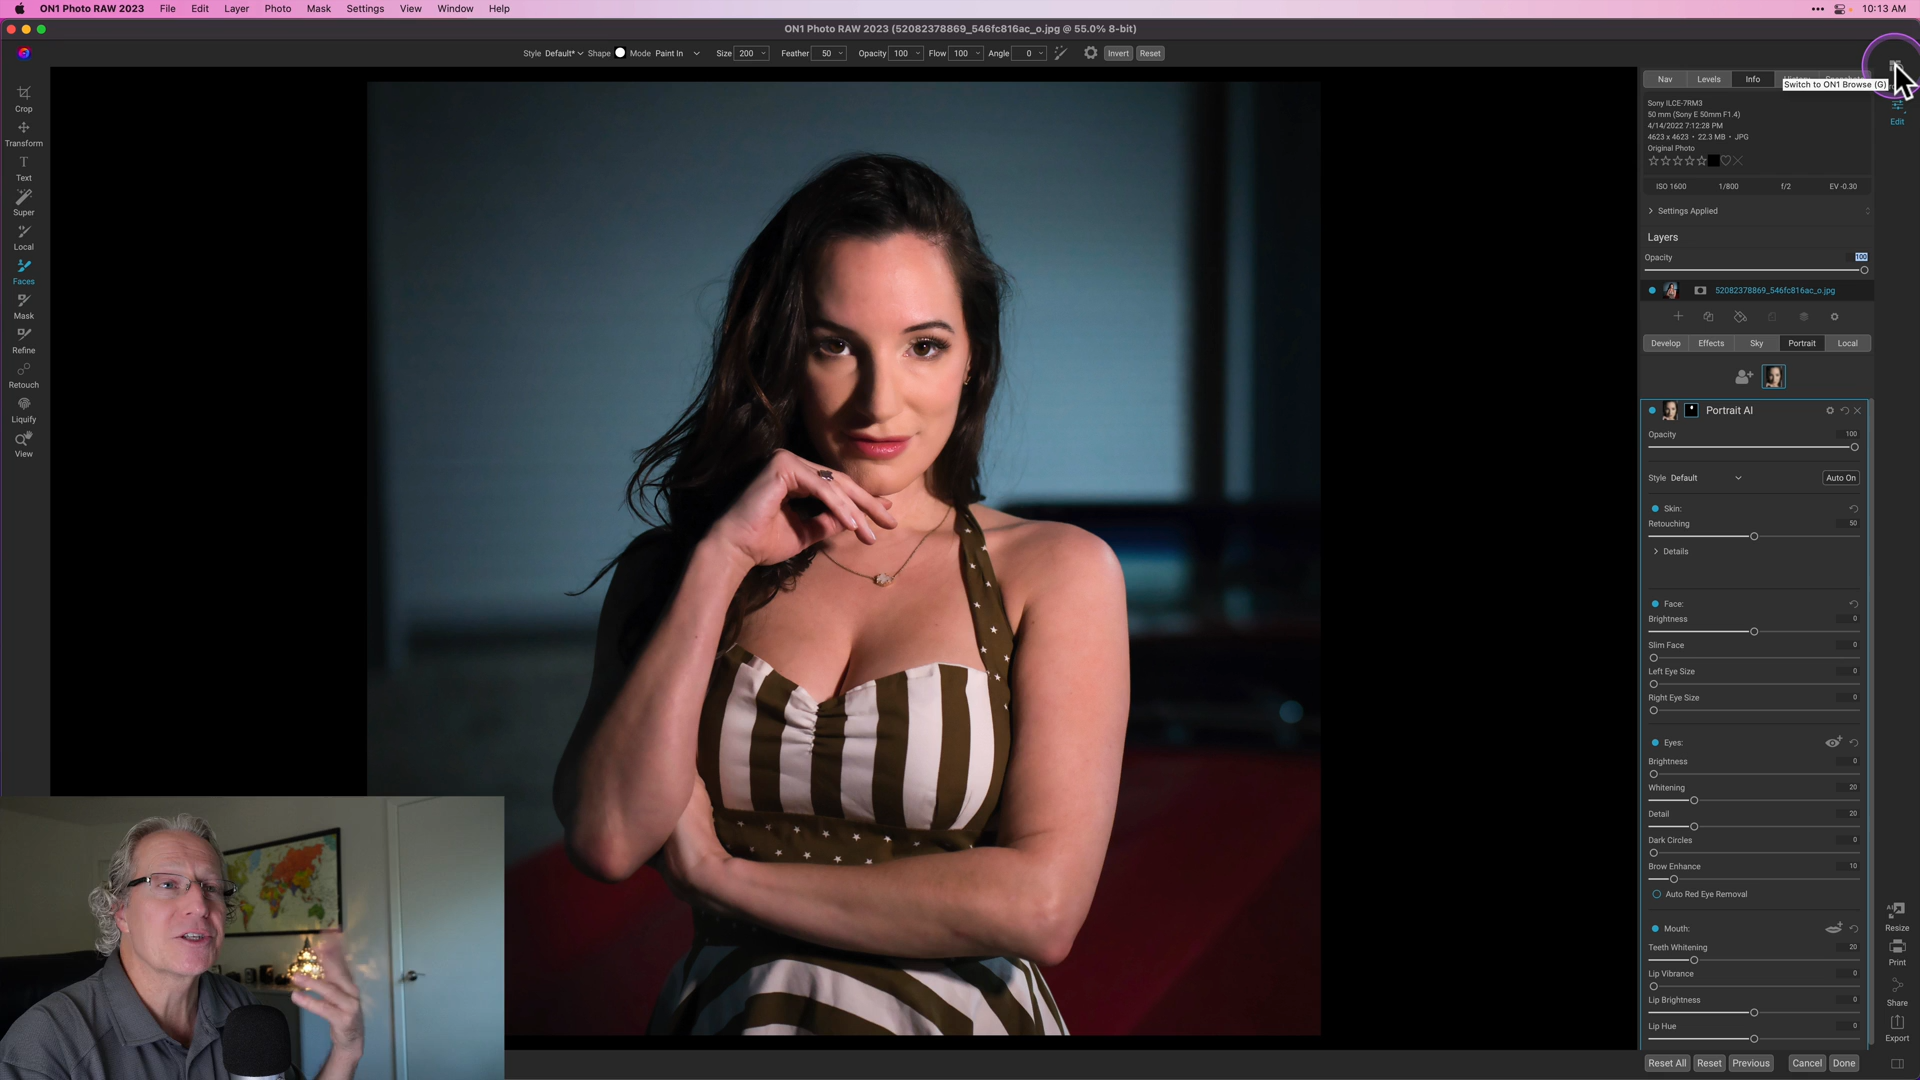 ON1 Photo RAW 2023 File Edit Layer Photo Mask Settings View Window Help 10:13 AM
ON1 Photo RAW 2023 (52082378869_546fc816ac_o.jpg @ 55.0% 8-bit)
Style Default* Shape Mode Paint In Size 200 Feather 50 Opacity 100 Flow 100 Angle 0 Invert Reset
Crop
Transform
Text
Super
Local
Faces
Mask
Refine
Retouch
Liquify
View
Nav Levels Info
Switch to ON1 Browse (G)
Edit
Sony ILCE-7RM3
50 mm (Sony E 50mm F1.4)
4/14/2022 7:12:28 PM
4623 x 4623 • 22.3 MB • JPG
Original Photo
ISO 1600 1/800 f/2 EV -0.30
Settings Applied
Layers
Opacity 100
52082378869_546fc816ac_o.jpg
Develop Effects Sky Portrait Local
Portrait AI
Opacity 100
Style Default Auto On
Skin:
Retouching 50
Details
Face:
Brightness 0
Slim Face 0
Left Eye Size 0
Right Eye Size 0
Eyes:
Brightness 0
Whitening 20
Detail 20
Dark Circles 0
Brow Enhance 10
Auto Red Eye Removal
Mouth:
Teeth Whitening 20
Lip Vibrance 0
Lip Brightness 0
Lip Hue 0
Reset All Reset Previous Cancel Done
Resize
Print
Share
Export